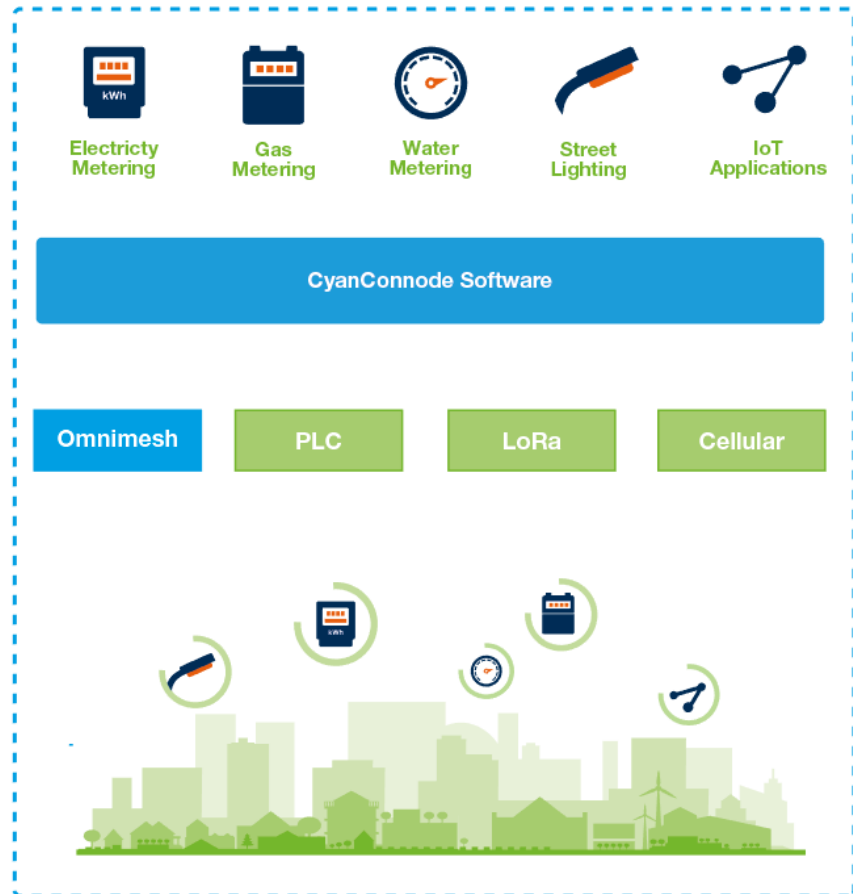 kWh
Electricty
Metering
Gas
Metering
Water
Metering
Street
Lighting
IoT
Applications
CyanConnode Software
Omnimesh
PLC
LoRa
Cellular
kWh